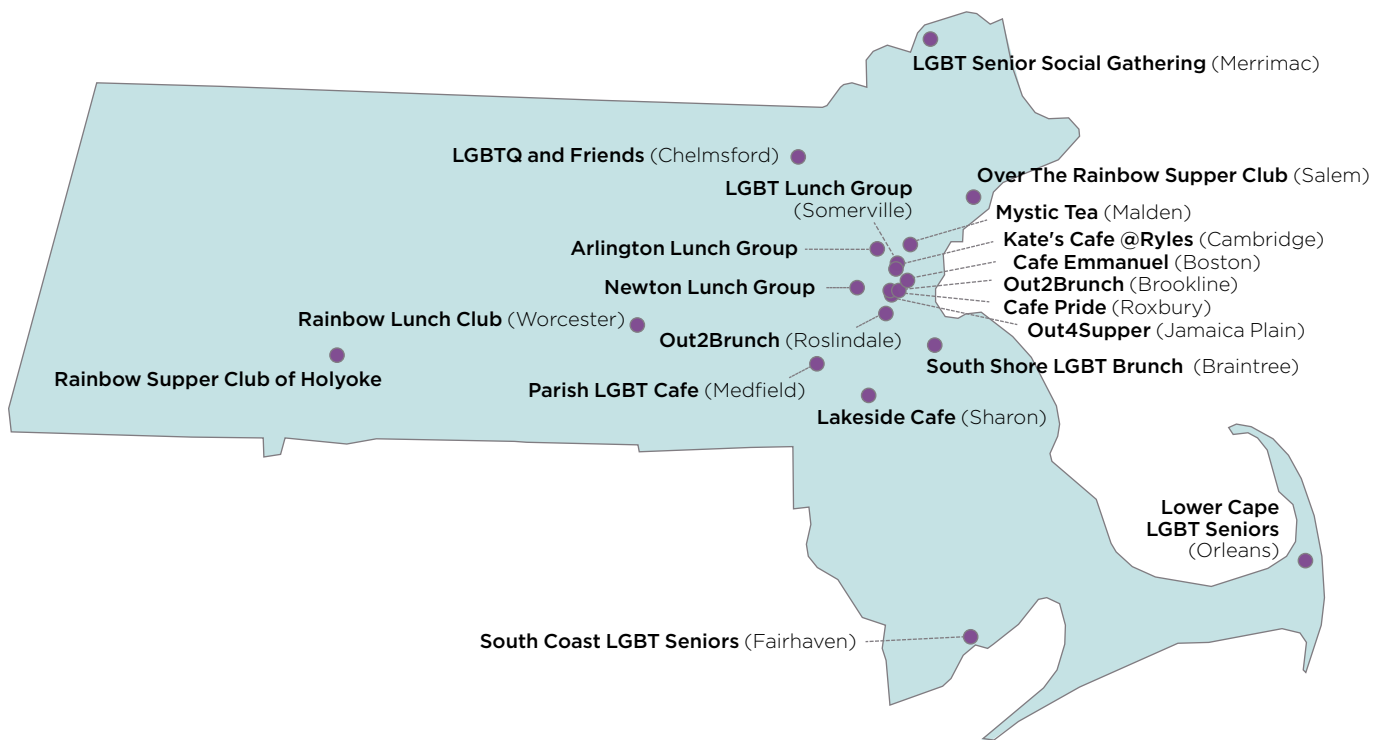 LGBT Senior Social Gathering (Merrimac)
LGBTQ and Friends (Chelmsford)
Over The Rainbow Supper Club (Salem)
LGBT Lunch Group
(Somerville)
Mystic Tea (Malden)
Kate's Cafe @Ryles (Cambridge)
Arlington Lunch Group
Cafe Emmanuel (Boston)
Out2Brunch (Brookline)
Newton Lunch Group
Cafe Pride (Roxbury)
Rainbow Lunch Club (Worcester)
Out4Supper (Jamaica Plain)
Out2Brunch (Roslindale)
South Shore LGBT Brunch (Braintree)
Rainbow Supper Club of Holyoke
Parish LGBT Cafe (Medfield)
Lakeside Cafe (Sharon)
Lower Cape
LGBT Seniors
(Orleans)
South Coast LGBT Seniors (Fairhaven)